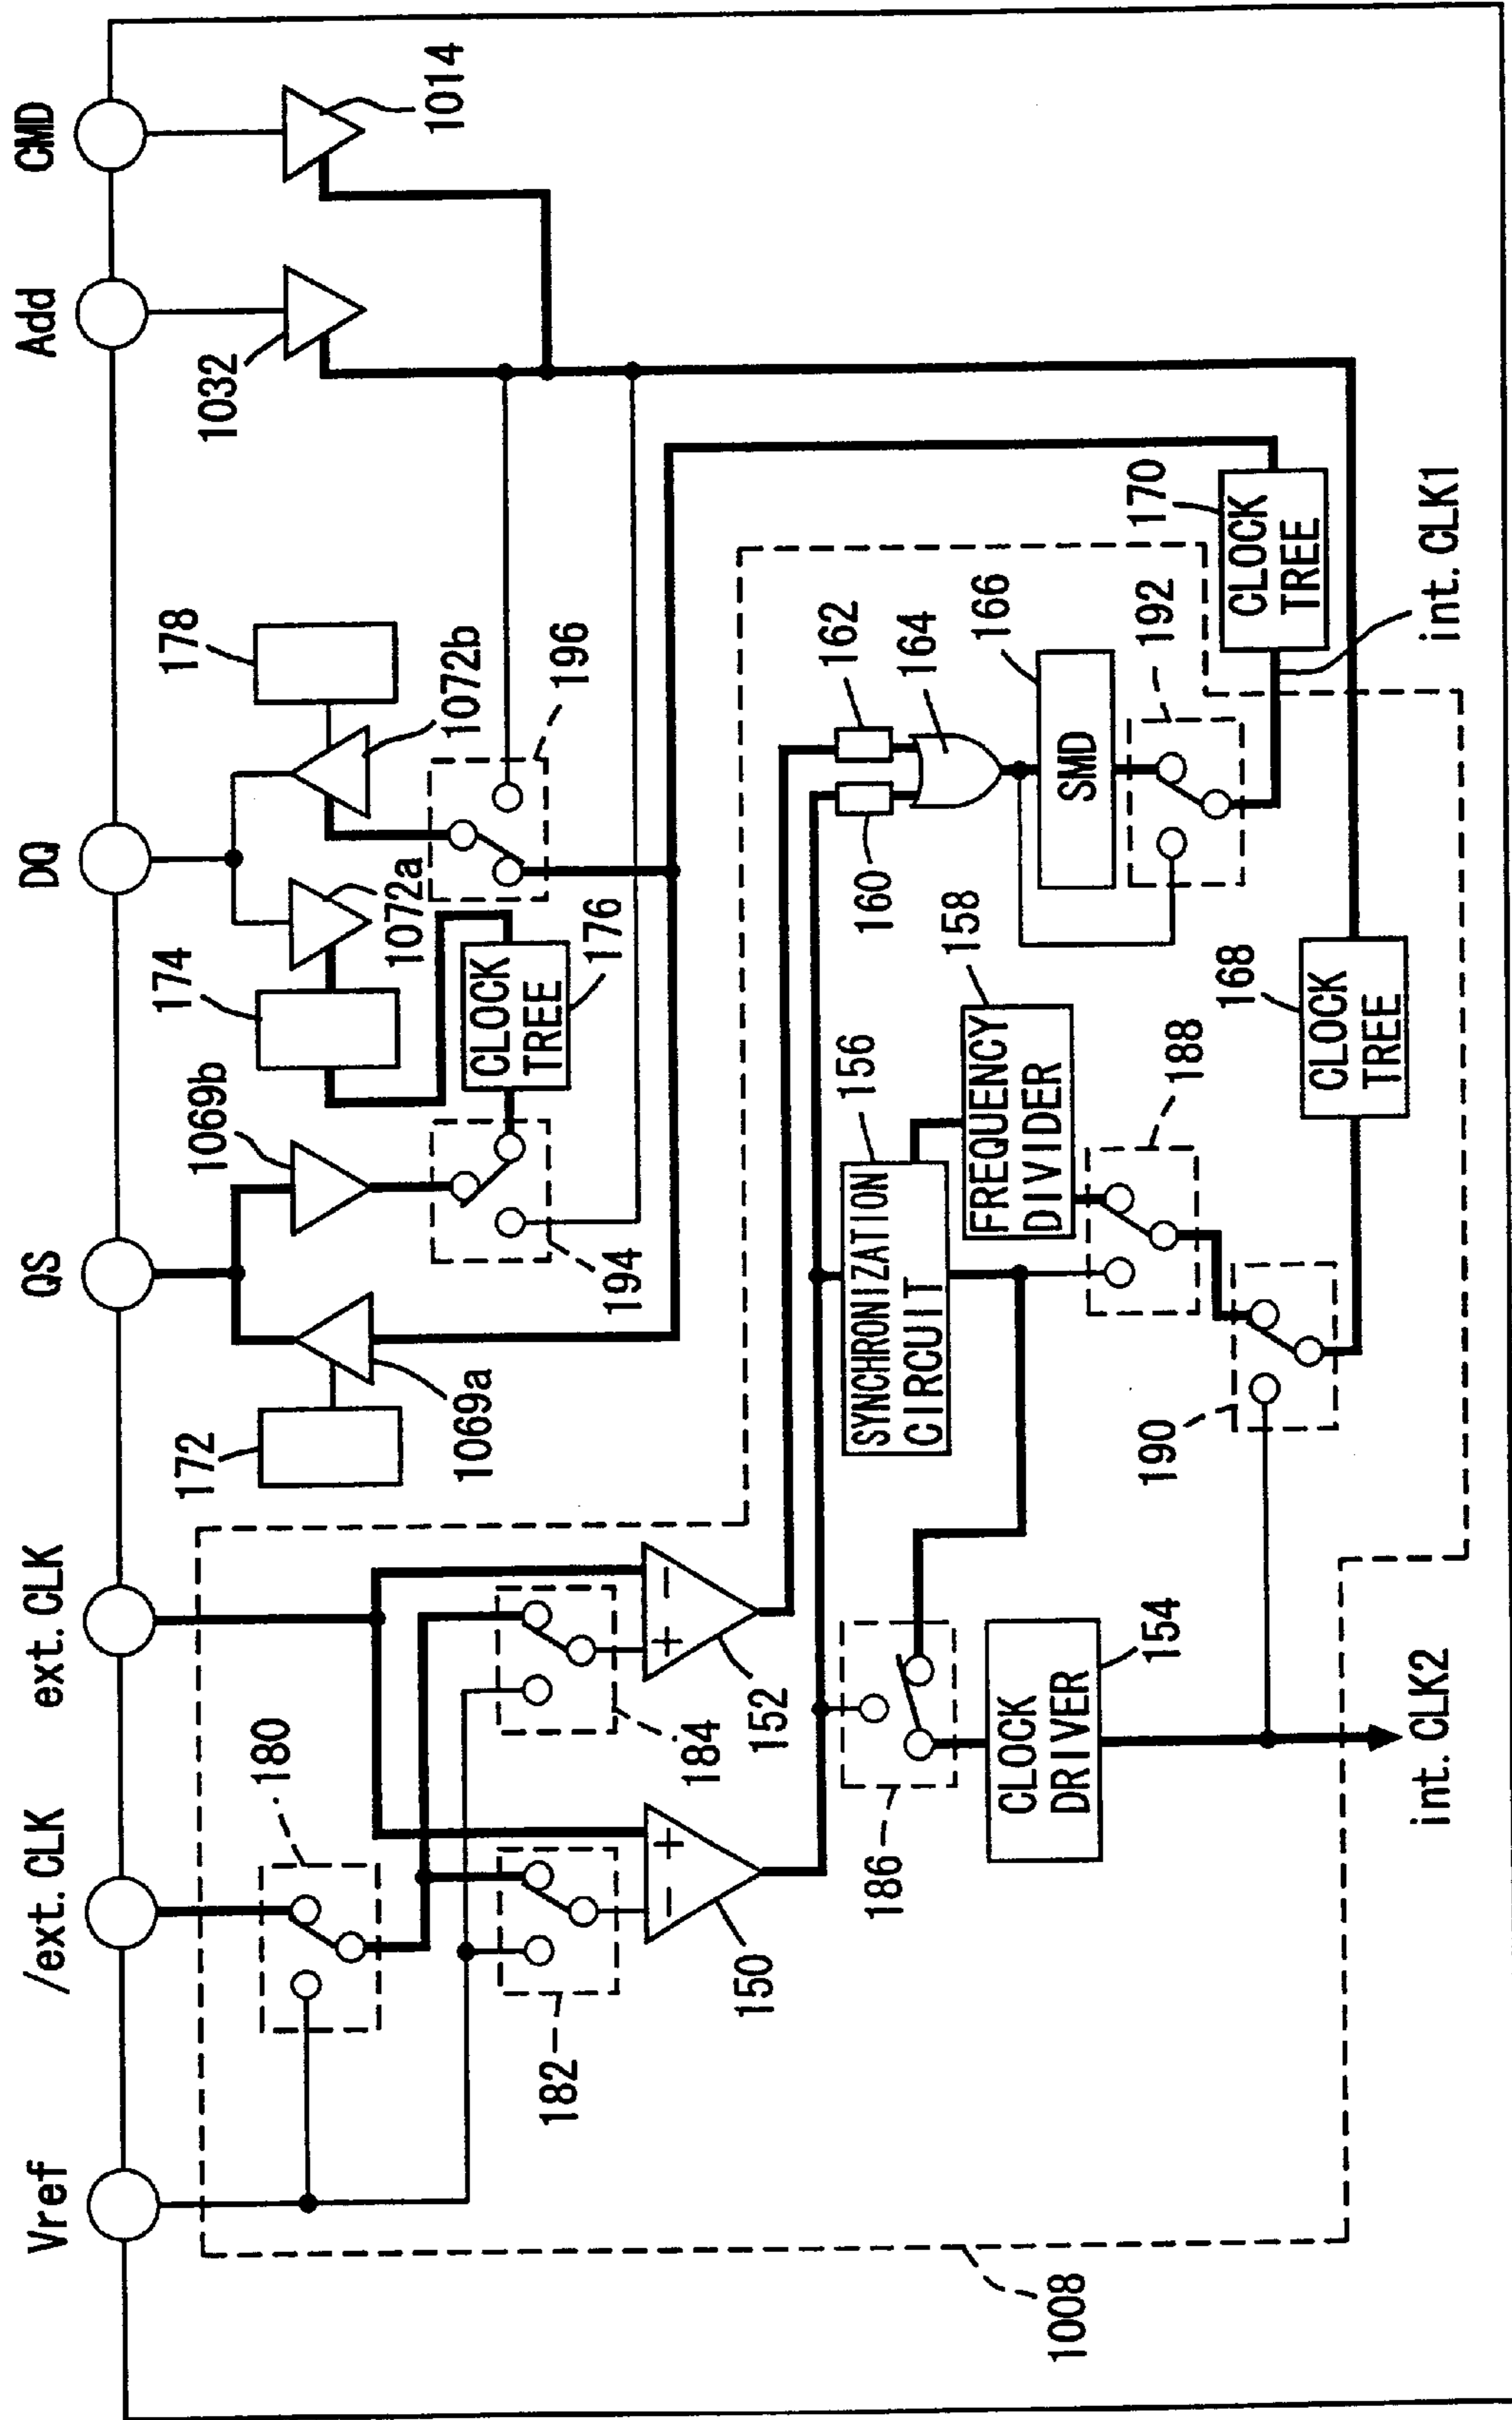 Vref
/ext. CLK
ext. CLK
QS
DQ
Add
CMD
172
1069a
1069b
174
1072a
1072b
178
1032
1014
194
CLOCK
TREE
176
196
180
182
184
150
152
186
CLOCK
DRIVER
154
SYNCHRONIZATION
CIRCUIT
156
FREQUENCY
DIVIDER
158
160
162
164
166
SMD
188
190
192
CLOCK
TREE
168
CLOCK
TREE
170
int. CLK1
int. CLK2
1008